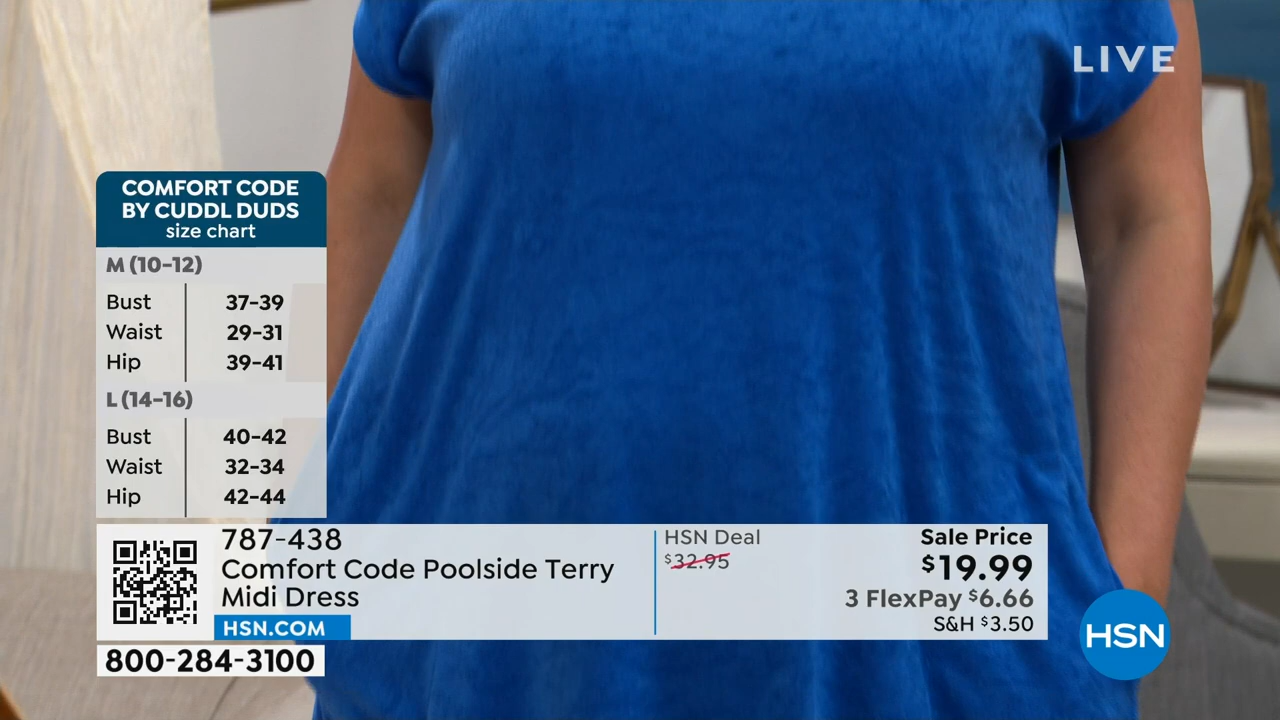 LIVE
COMFORT CODE
BY CUDDL DUDS
size chart
M (10-12)
Bust 37-39
Waist 29-31
Hip 39-41
L (14-16)
Bust 40-42
Waist 32-34
Hip 42-44
787-438
Comfort Code Poolside Terry
Midi Dress
HSN.COM
800-284-3100
HSN Deal
$32.95
Sale Price
$19.99
3 FlexPay $6.66
S&H $3.50
HSN